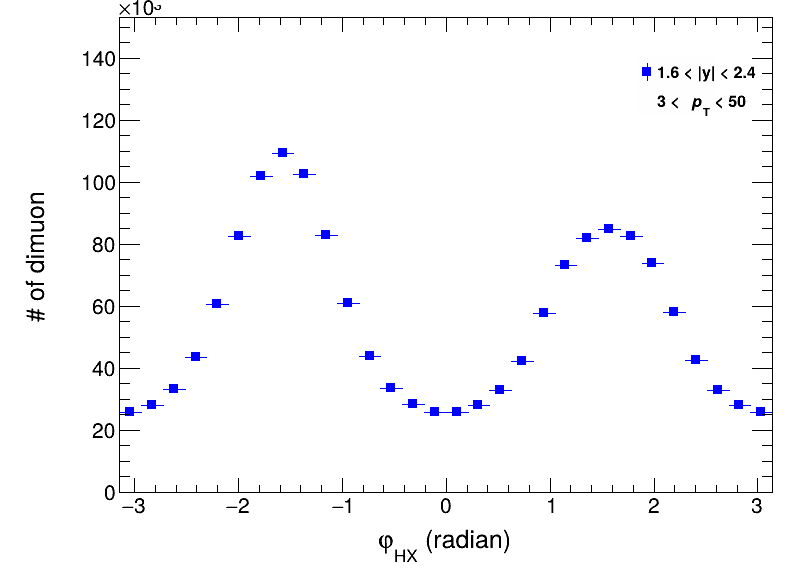 ×10³
140
120
100
80
60
40
20
0
# of dimuon
1.6 < |y| < 2.4
3 < p_T < 50
−3 −2 −1 0 1 2 3
φ_HX (radian)